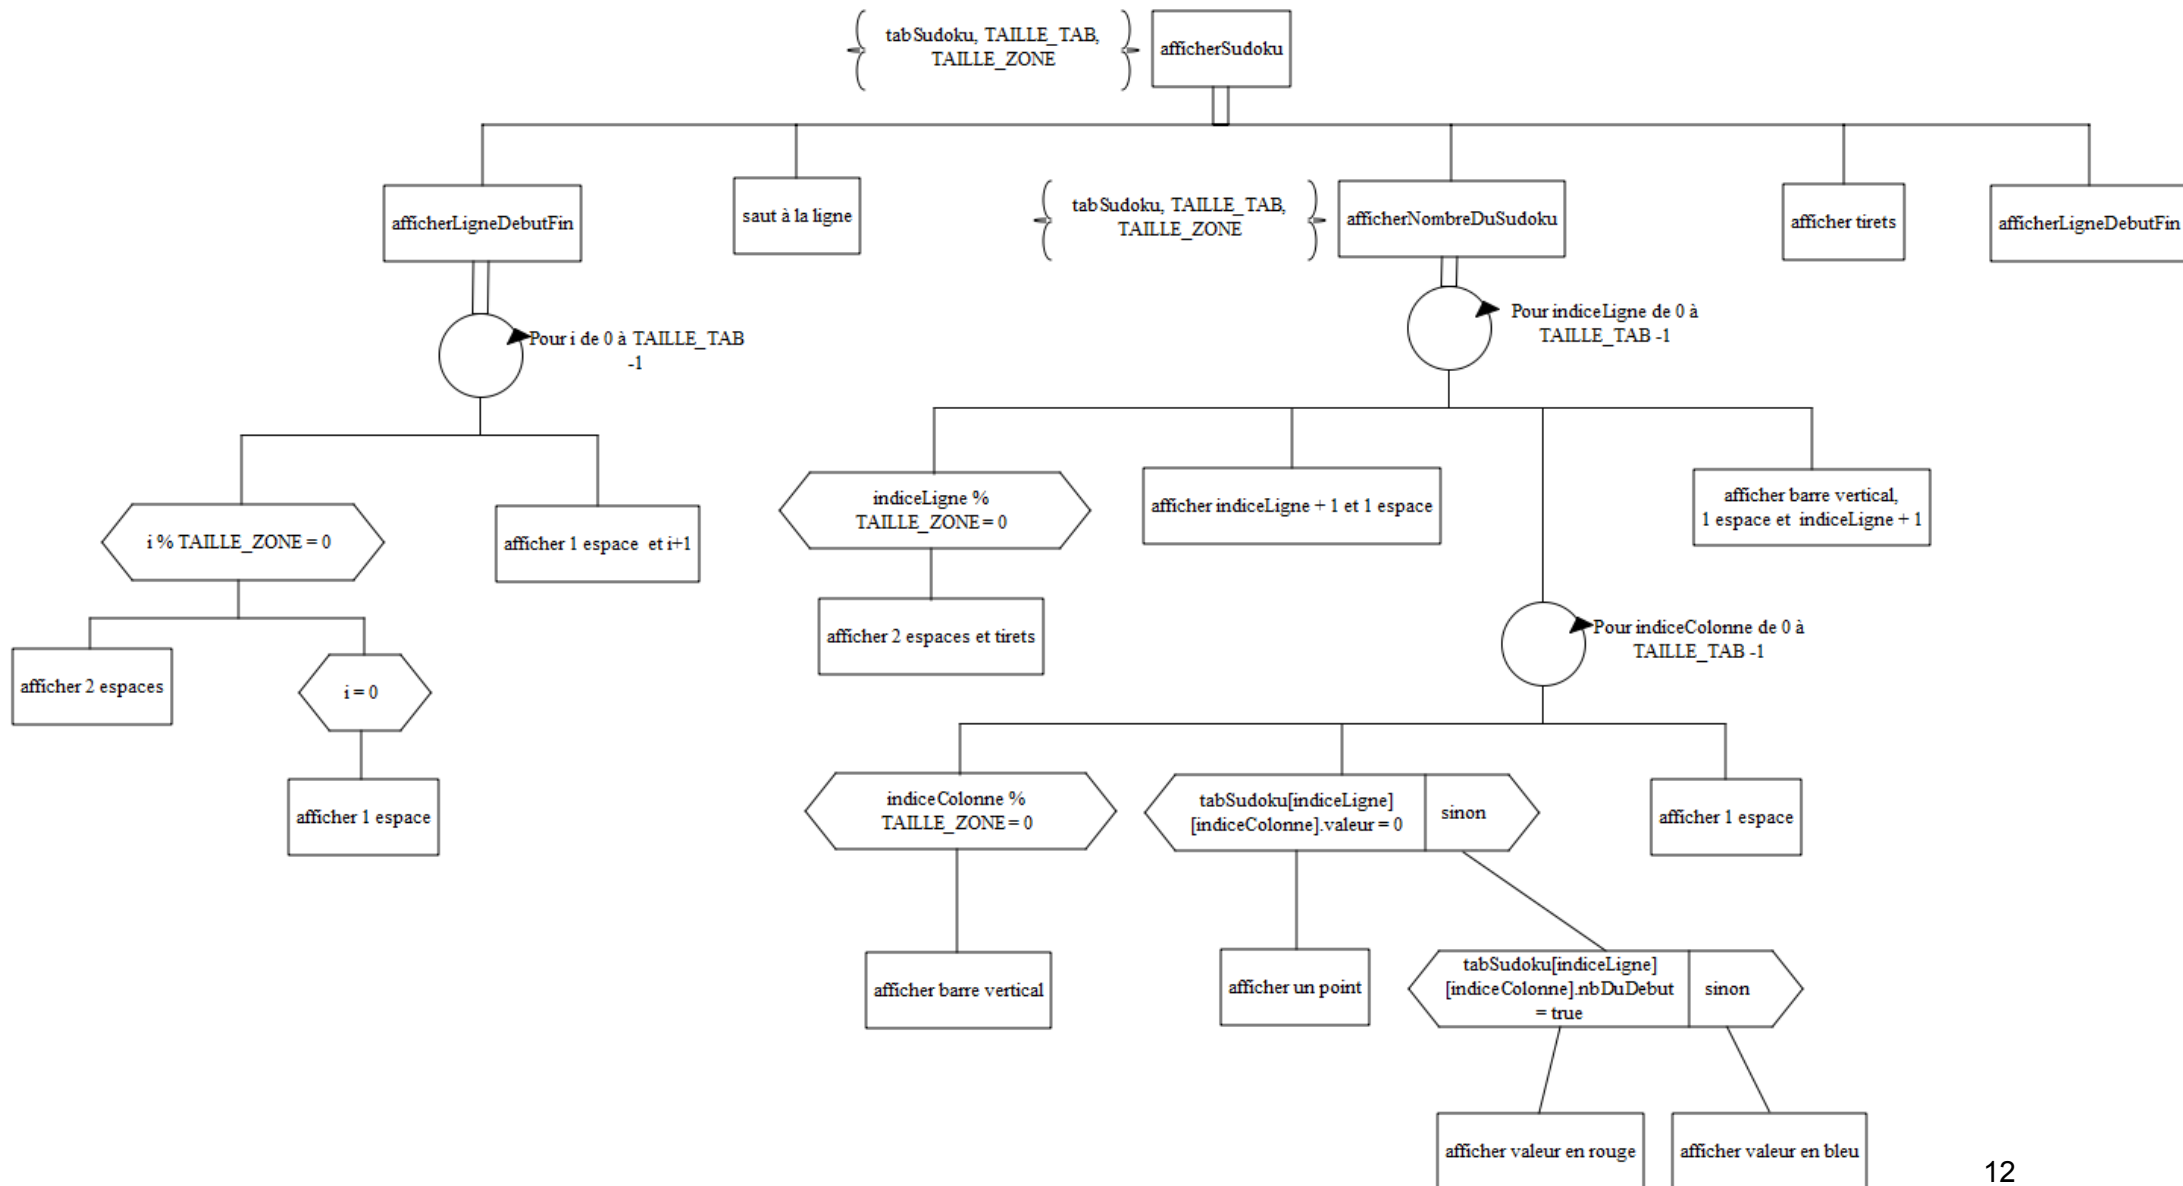 tabSudoku, TAILLE_TAB,
TAILLE_ZONE
afficherSudoku
afficherLigneDebutFin
saut à la ligne
tabSudoku, TAILLE_TAB,
TAILLE_ZONE
afficherNombreDuSudoku
afficher tirets
afficherLigneDebutFin
Pour i de 0 à TAILLE_TAB
-1
Pour indiceLigne de 0 à
TAILLE_TAB -1
i % TAILLE_ZONE = 0
afficher 1 espace et i+1
indiceLigne %
TAILLE_ZONE = 0
afficher indiceLigne + 1 et 1 espace
afficher barre vertical,
1 espace et indiceLigne + 1
afficher 2 espaces
i = 0
afficher 1 espace
afficher 2 espaces et tirets
Pour indiceColonne de 0 à
TAILLE_TAB -1
indiceColonne %
TAILLE_ZONE = 0
tabSudoku[indiceLigne]
[indiceColonne].valeur = 0
sinon
afficher 1 espace
afficher barre vertical
afficher un point
tabSudoku[indiceLigne]
[indiceColonne].nbDuDebut
= true
sinon
afficher valeur en rouge
afficher valeur en bleu
12